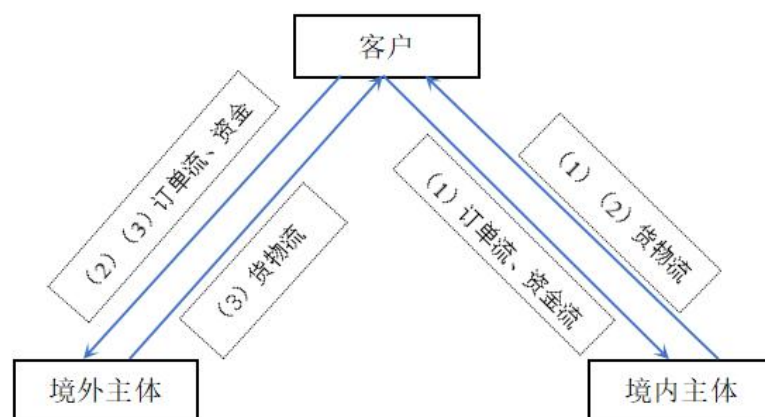 客户
（2）（3）订单流、资金
（3）货物流
（1）订单流、资金流
（1）（2）货物流
境外主体
境内主体